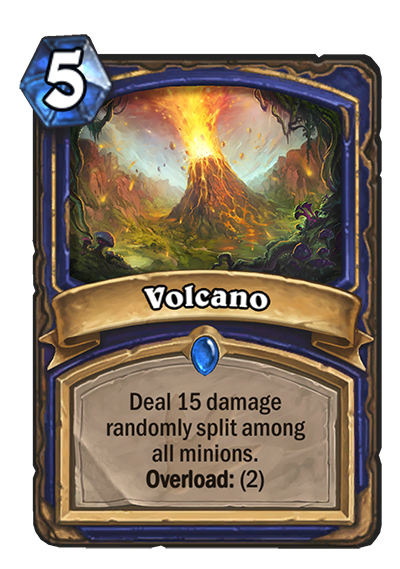 5
Volcano
Deal 15 damage
randomly split among
all minions.
Overload: (2)